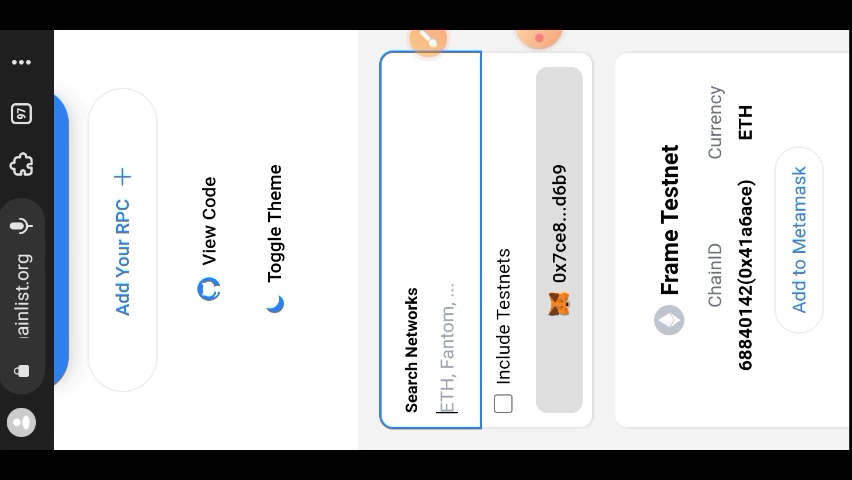 97
ainlist.org
Add Your RPC
View Code
Toggle Theme
Search Networks
ETH, Fantom, ...
Include Testnets
0x7ce8...d6b9
Frame Testnet
ChainID
Currency
68840142(0x41a6ace)
ETH
Add to Metamask